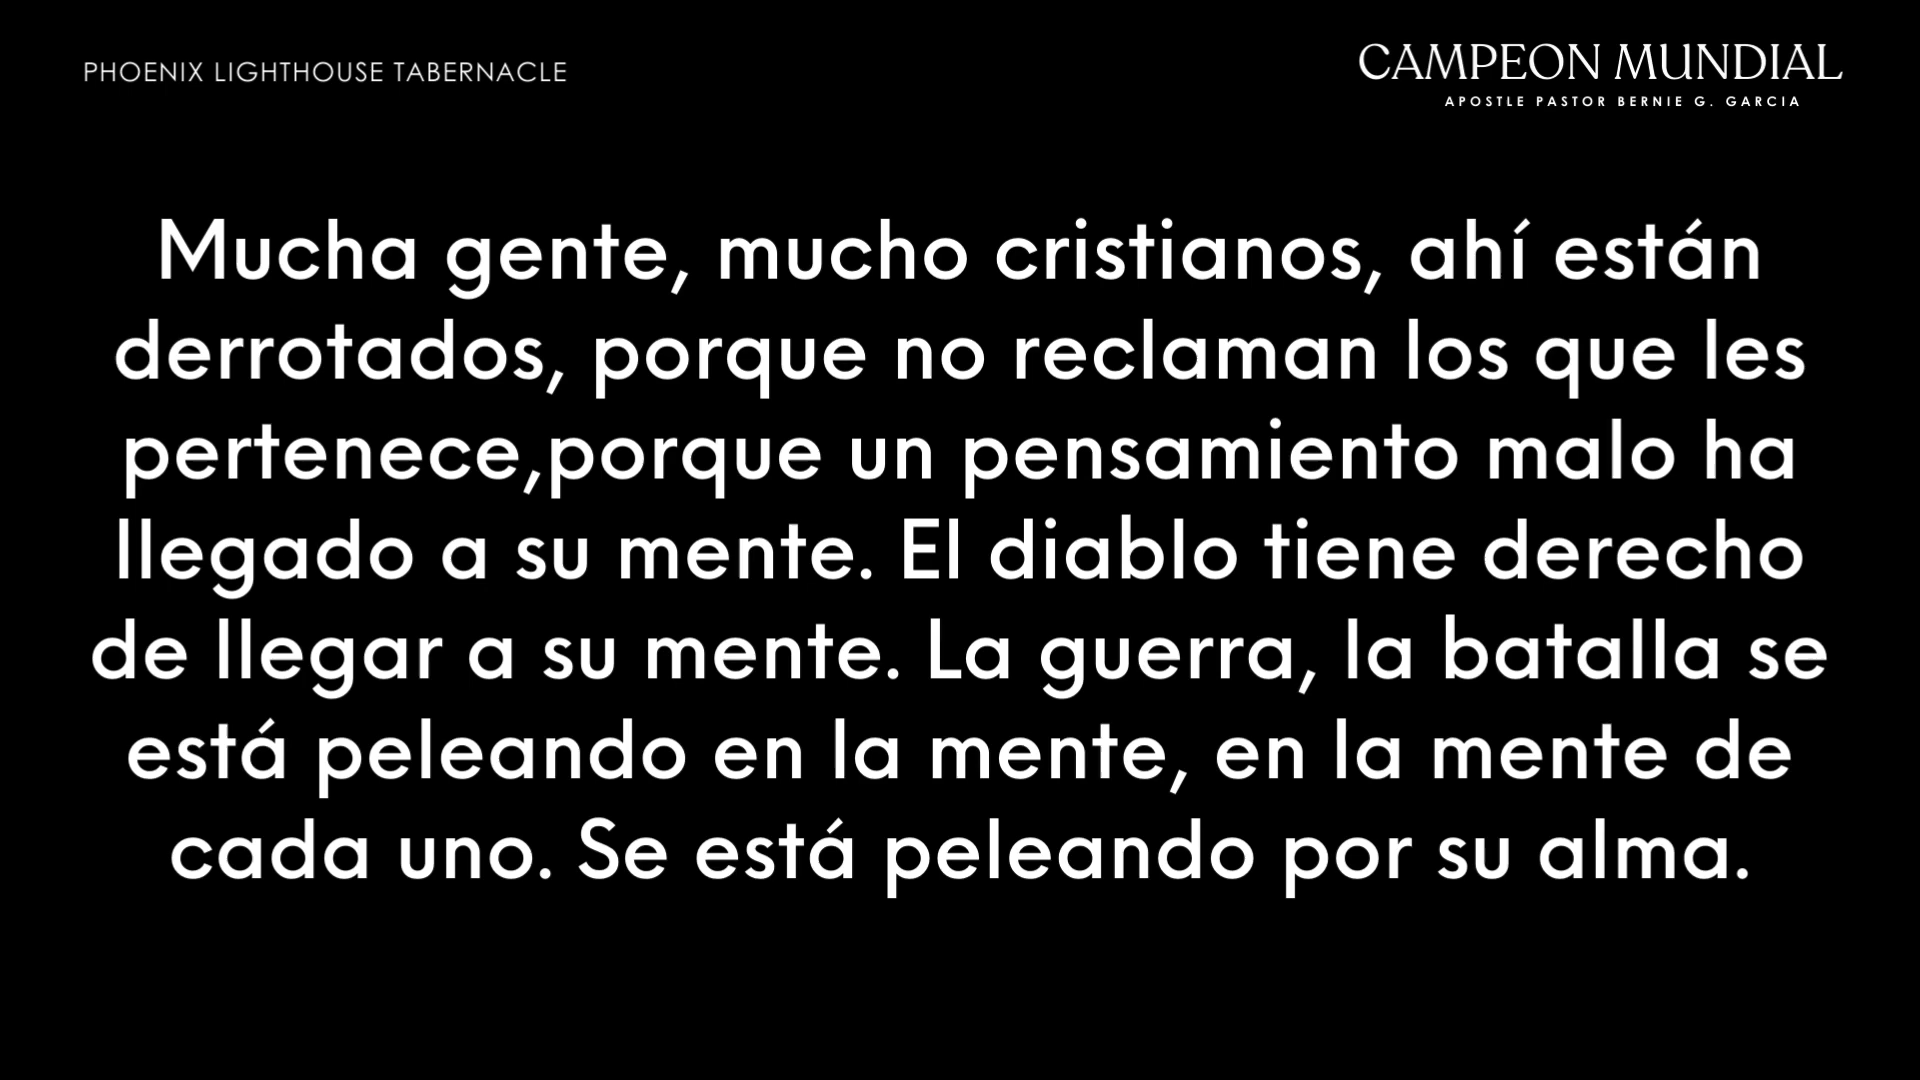 PHOENIX LIGHTHOUSE TABERNACLE
CAMPEON MUNDIAL
APOSTLE PASTOR BERNIE G. GARCIA
Mucha gente, mucho cristianos, ahí están
derrotados, porque no reclaman los que les
pertenece,porque un pensamiento malo ha
llegado a su mente. El diablo tiene derecho
de llegar a su mente. La guerra, la batalla se
está peleando en la mente, en la mente de
cada uno. Se está peleando por su alma.